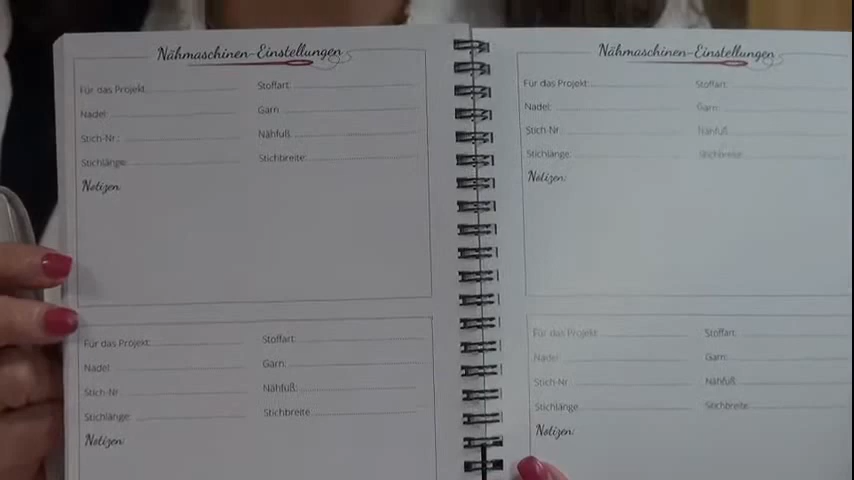 Nähmaschinen-Einstellungen
Für das Projekt: Stoffart:
Nadel: Garn:
Stich-Nr.: Nähfuß:
Stichlänge: Stichbreite:
Notizen:
Für das Projekt: Stoffart:
Nadel: Garn:
Stich-Nr.: Nähfuß:
Stichlänge: Stichbreite:
Notizen:
Nähmaschinen-Einstellungen
Für das Projekt: Stoffart:
Nadel: Garn:
Stich-Nr.: Nähfuß:
Stichlänge: Stichbreite:
Notizen:
Für das Projekt: Stoffart:
Nadel: Garn:
Stich-Nr.: Nähfuß:
Stichlänge: Stichbreite:
Notizen: